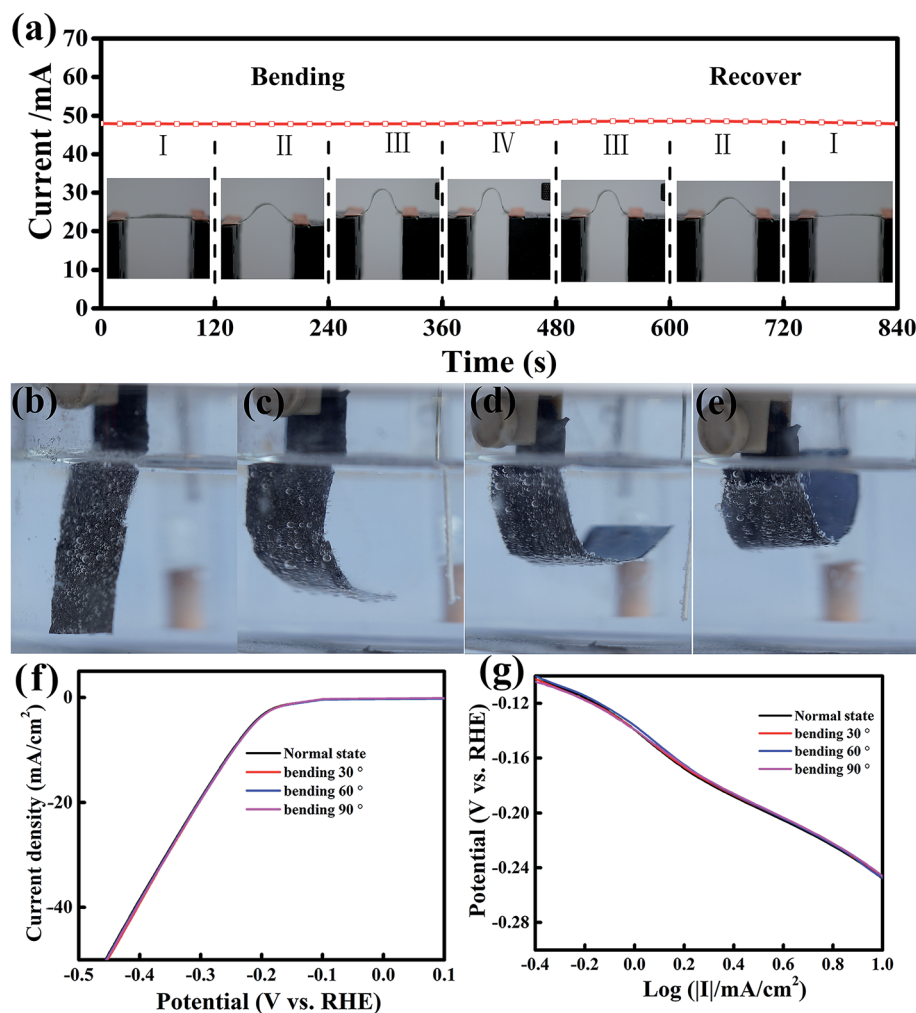 (a)
70
60
50
40
30
20
10
0
Current /mA
Bending
Recover
I
II
III
IV
III
II
I
0 120 240 360 480 600 720 840
Time (s)
(b)
(c)
(d)
(e)
(f)
0
-20
-40
Current density (mA/cm²)
Normal state
bending 30 °
bending 60 °
bending 90 °
-0.5 -0.4 -0.3 -0.2 -0.1 0.0 0.1
Potential (V vs. RHE)
(g)
-0.12
-0.16
-0.20
-0.24
-0.28
Potential (V vs. RHE)
Normal state
bending 30 °
bending 60 °
bending 90 °
-0.4 -0.2 0.0 0.2 0.4 0.6 0.8 1.0
Log (|I|/mA/cm²)